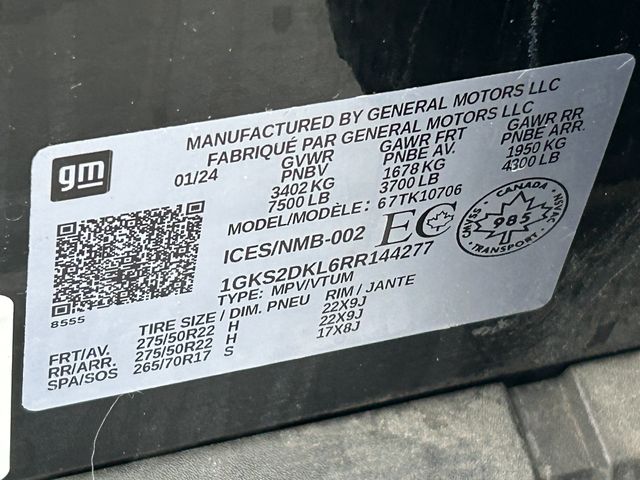 MANUFACTURED BY GENERAL MOTORS LLC
FABRIQUÉ PAR GENERAL MOTORS LLC
gm
01/24
GVWR
PNBV
3402 KG
7500 LB
GAWR FRT
PNBE AV.
1678 KG
3700 LB
GAWR RR
PNBE ARR.
1950 KG
4300 LB
MODEL/MODÈLE: 67TK10706
ICES/NMB-002
EC
CANADA
985
CMVSS NSVAC
TRANSPORT
1GKS2DKL6RR144277
TYPE: MPV/VTUM
8555
TIRE SIZE / DIM. PNEU RIM / JANTE
FRT/AV. 275/50R22 H 22X9J
RR/ARR. 275/50R22 H 22X9J
SPA/SOS 265/70R17 S 17X8J